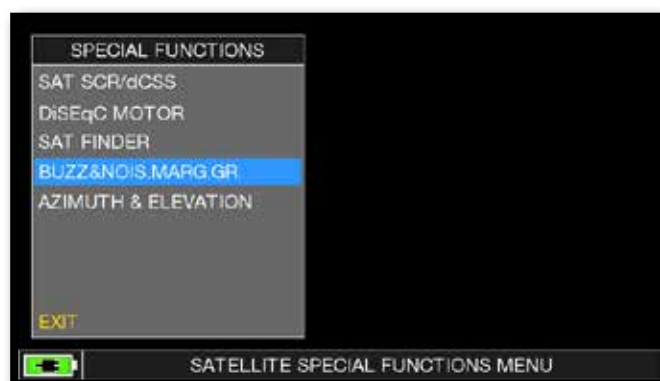 SPECIAL FUNCTIONS
SAT SCR/dCSS
DiSEqC MOTOR
SAT FINDER
BUZZ&NOIS.MARG.GR
AZIMUTH & ELEVATION
EXIT
SATELLITE SPECIAL FUNCTIONS MENU